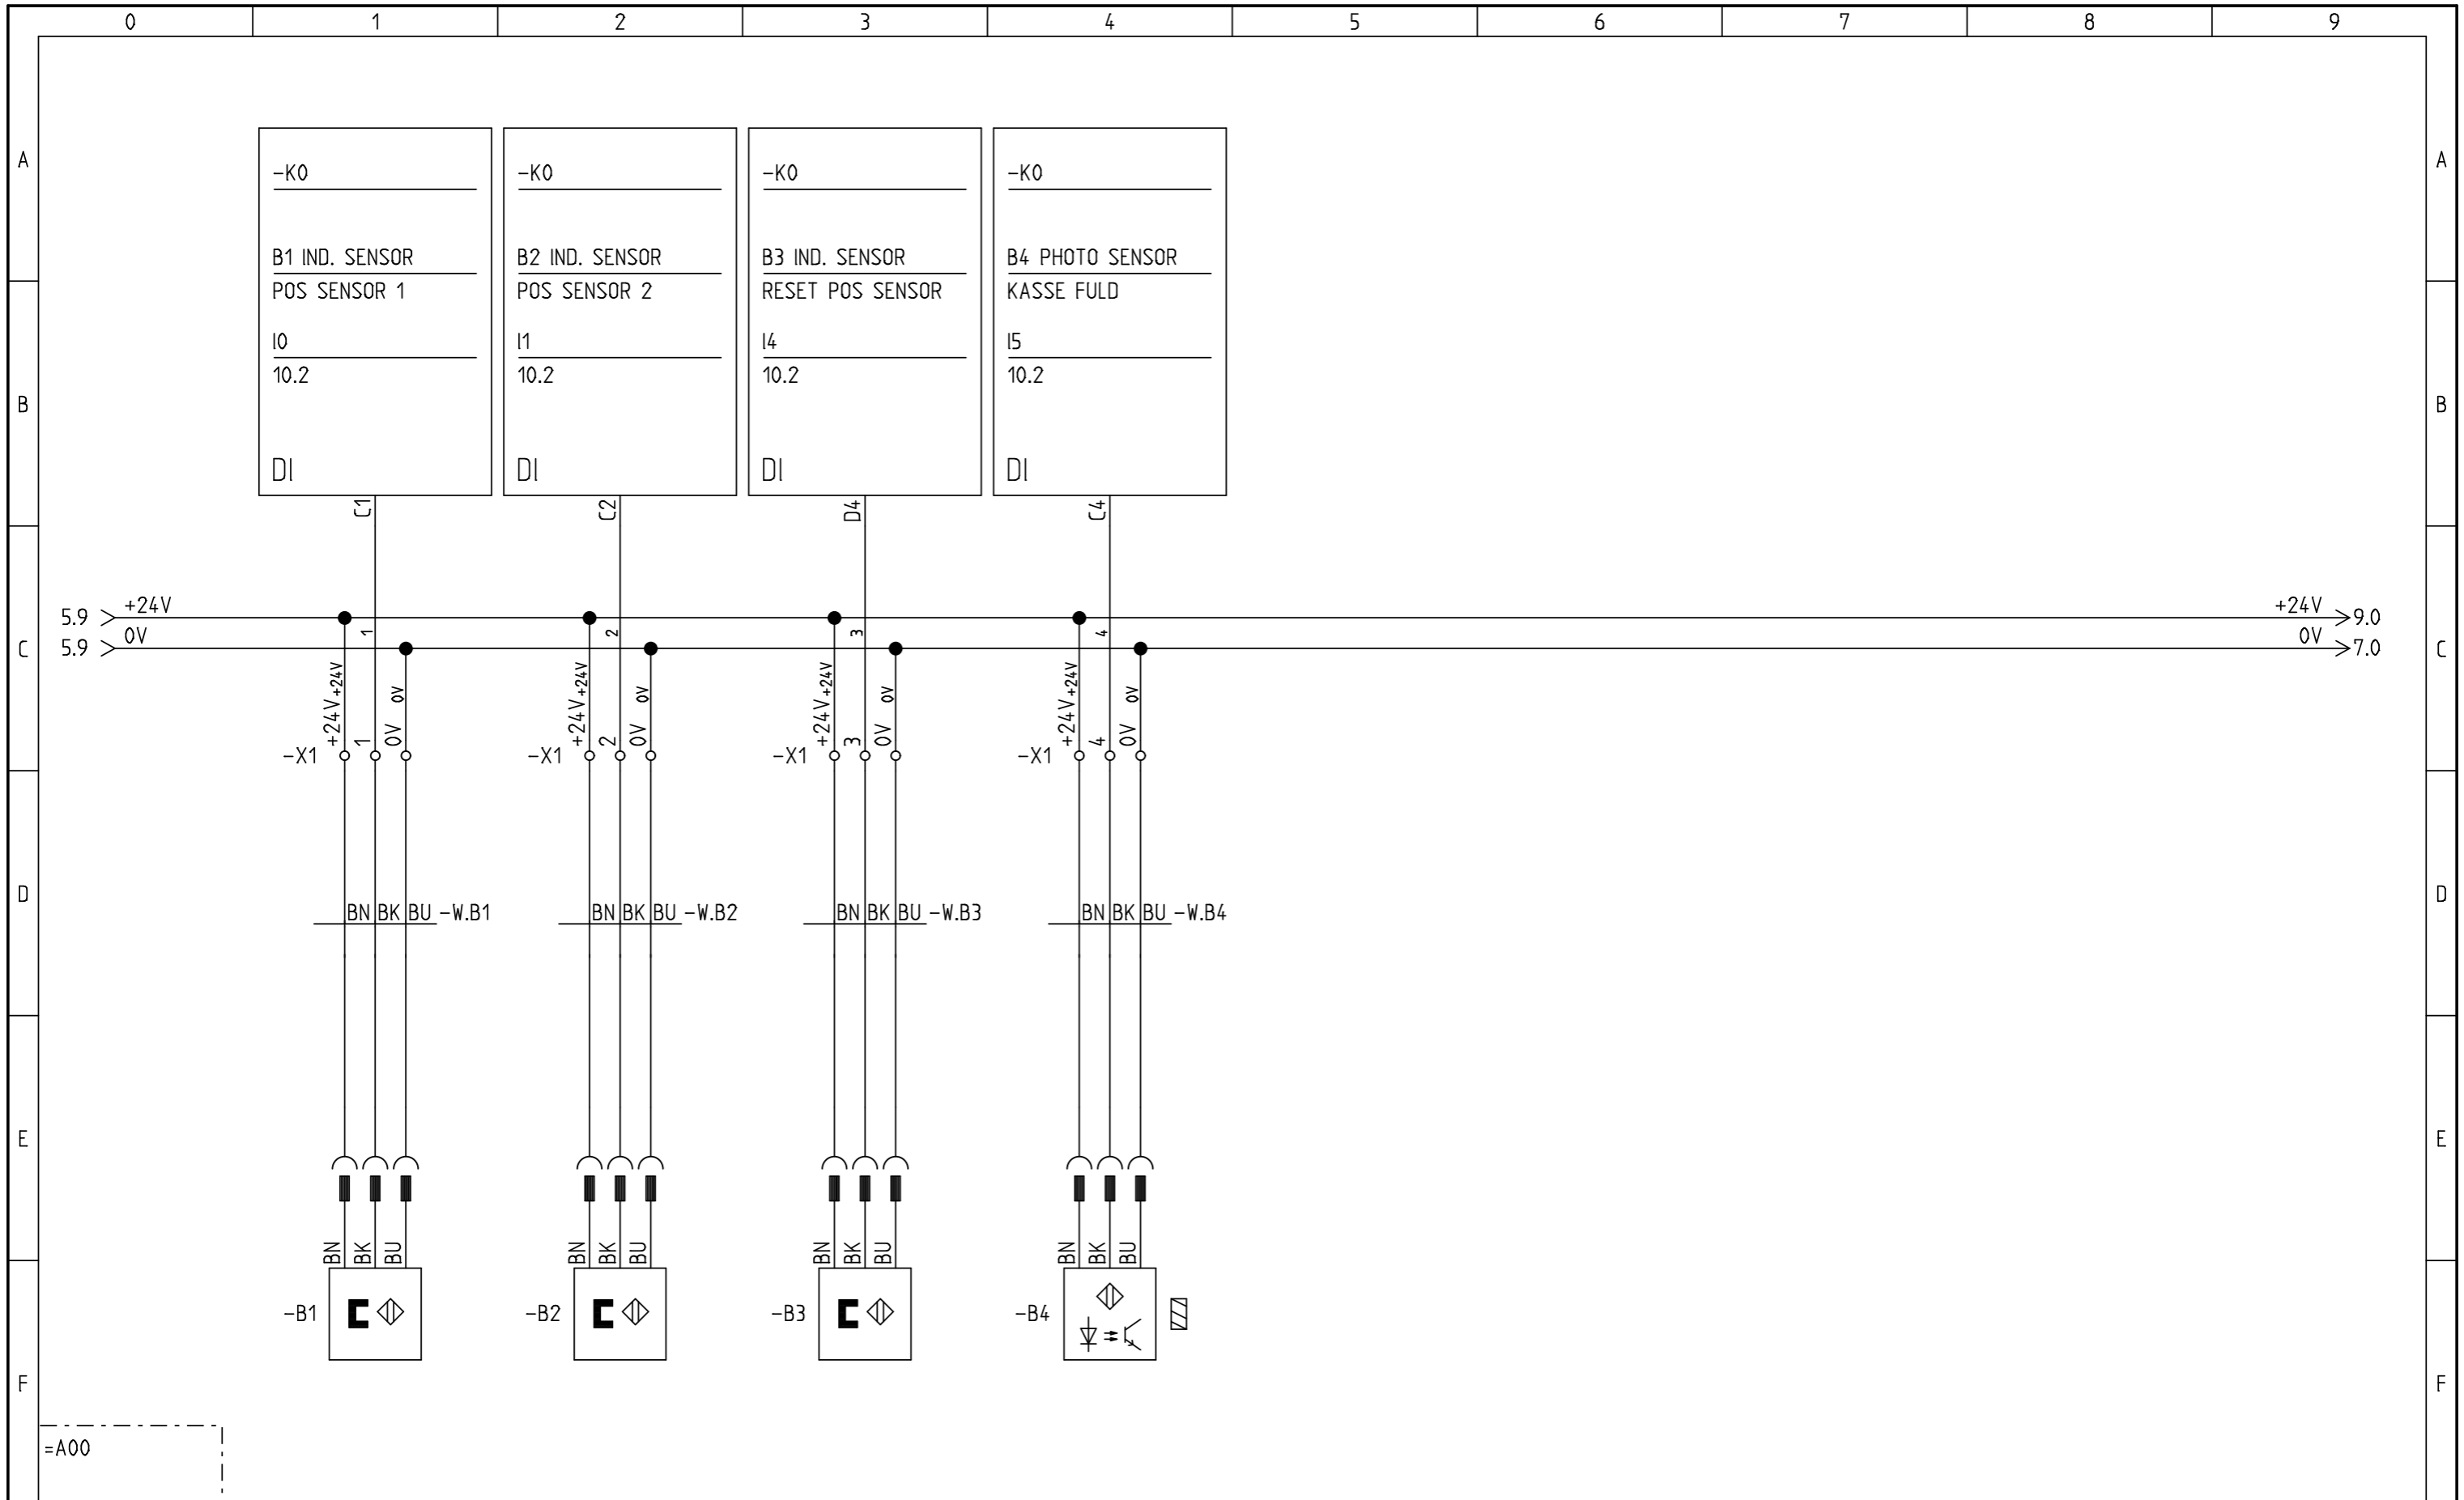 0 1 2 3 4 5 6 7 8 9
A A
-K0 -K0 -K0 -K0
B1 IND. SENSOR B2 IND. SENSOR B3 IND. SENSOR B4 PHOTO SENSOR
POS SENSOR 1 POS SENSOR 2 RESET POS SENSOR KASSE FULD
I0 I1 I4 I5
10.2 10.2 10.2 10.2
B B
DI DI DI DI
C1 C2 D4 C4
5.9 +24V +24V 9.0
1 2 3 4
5.9 0V 0V 7.0
C C
+24V 0V +24V 0V +24V 0V +24V 0V
+24V 1 0V +24V 2 0V +24V 3 0V +24V 4 0V
-X1 -X1 -X1 -X1
D D
BN BK BU -W.B1 BN BK BU -W.B2 BN BK BU -W.B3 BN BK BU -W.B4
E E
BN BK BU BN BK BU BN BK BU BN BK BU
-B1 -B2 -B3 -B4
F F
=A00